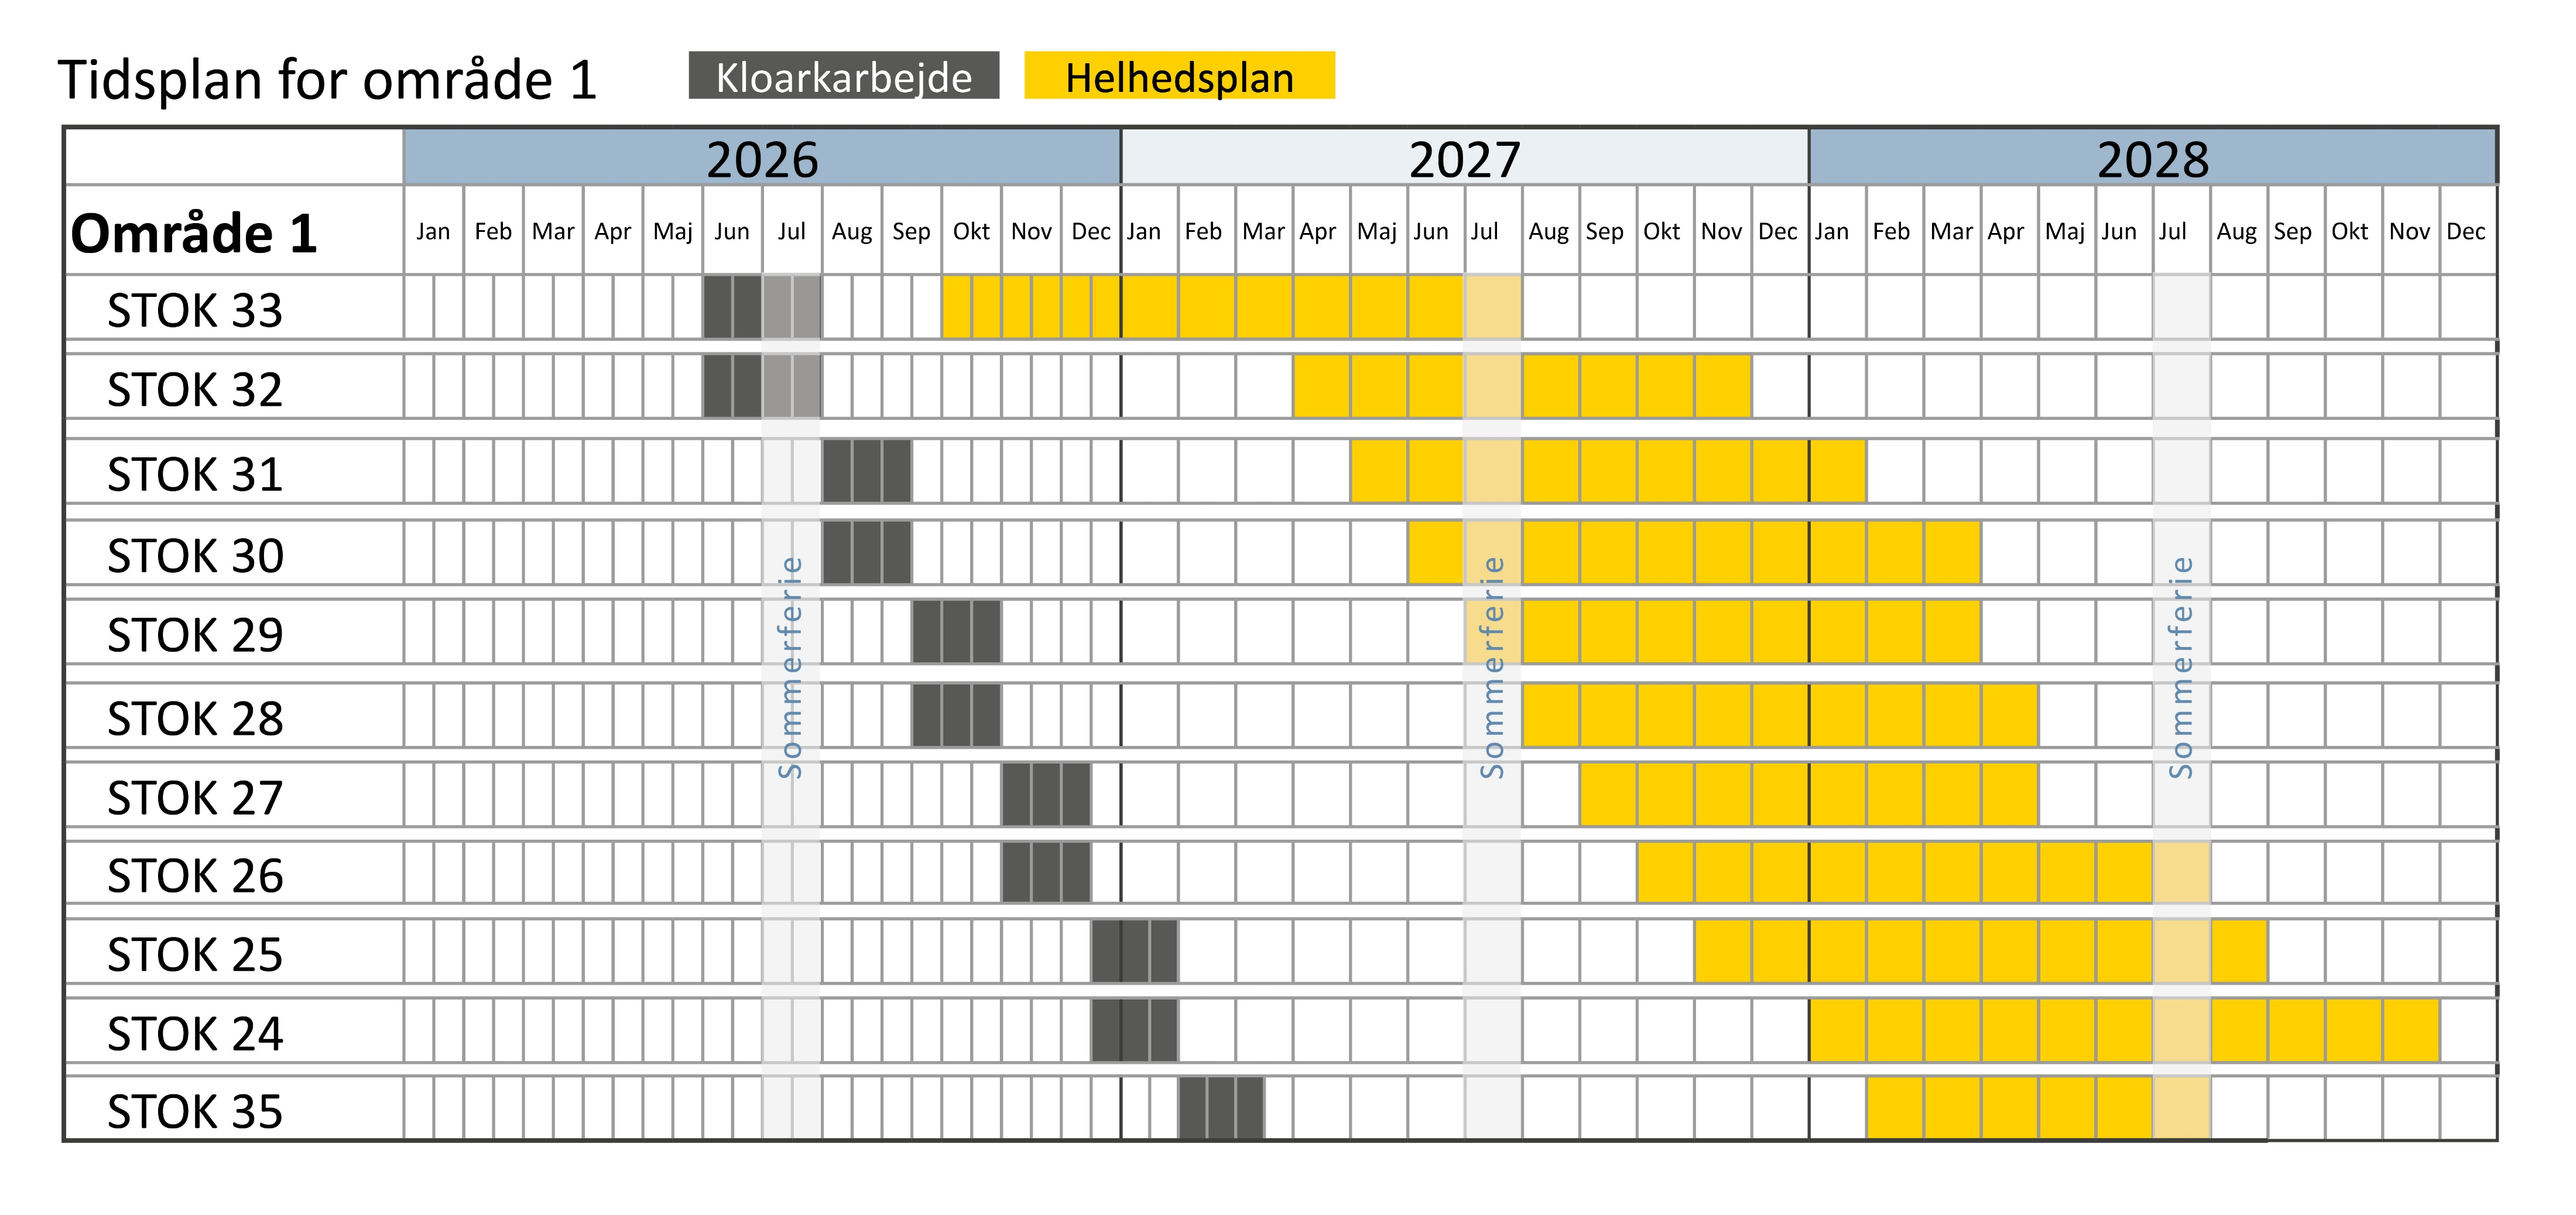 Tidsplan for område 1 Kloarkarbejde Helhedsplan
2026 2027 2028
Område 1 Jan Feb Mar Apr Maj Jun Jul Aug Sep Okt Nov Dec Jan Feb Mar Apr Maj Jun Jul Aug Sep Okt Nov Dec Jan Feb Mar Apr Maj Jun Jul Aug Sep Okt Nov Dec
STOK 33
STOK 32
STOK 31
STOK 30
STOK 29
STOK 28
STOK 27
STOK 26
STOK 25
STOK 24
STOK 35
Sommerferie
Sommerferie
Sommerferie